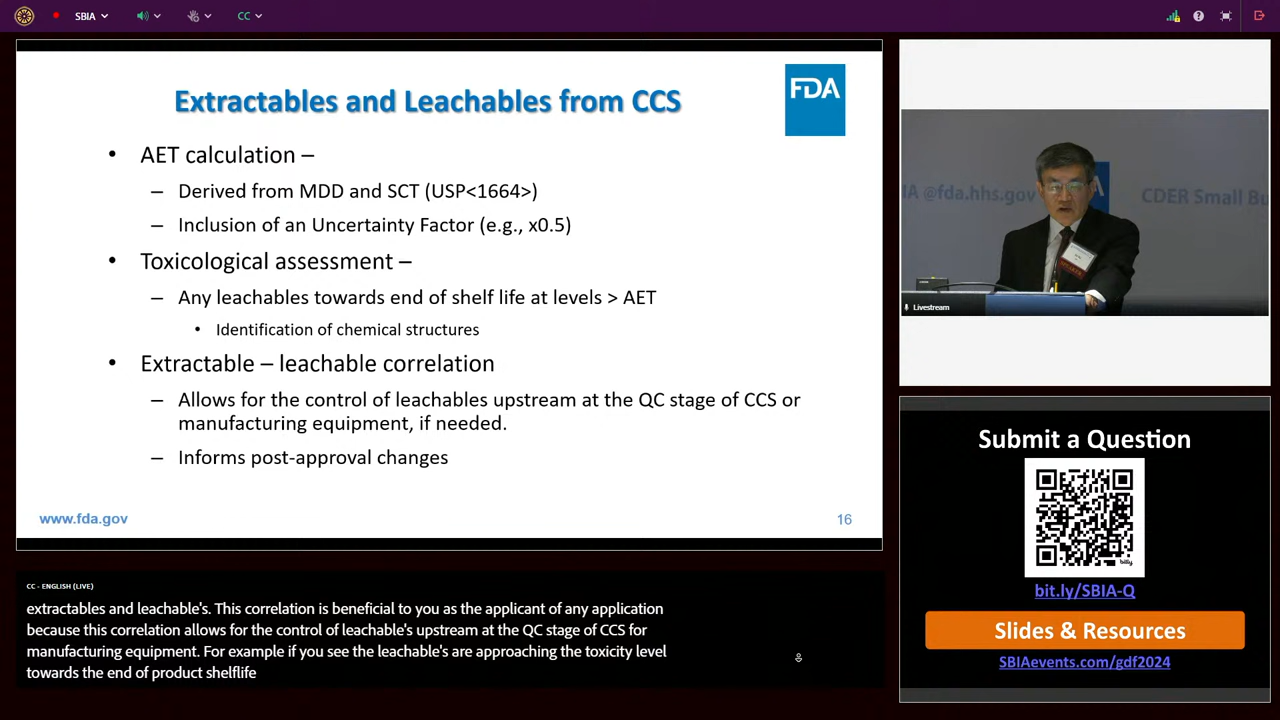 SBIA
CC
Extractables and Leachables from CCS
FDA
• AET calculation –
– Derived from MDD and SCT (USP<1664>)
– Inclusion of an Uncertainty Factor (e.g., x0.5)
• Toxicological assessment –
– Any leachables towards end of shelf life at levels > AET
• Identification of chemical structures
• Extractable – leachable correlation
– Allows for the control of leachables upstream at the QC stage of CCS or
manufacturing equipment, if needed.
– Informs post-approval changes
www.fda.gov
16
CC - ENGLISH (LIVE)
extractables and leachable's. This correlation is beneficial to you as the applicant of any application
because this correlation allows for the control of leachable's upstream at the QC stage of CCS for
manufacturing equipment. For example if you see the leachable's are approaching the toxicity level
towards the end of product shelflife
IA @fda.hhs.gov
CDER Small Bu
Livestream
Submit a Question
bitly
bit.ly/SBIA-Q
Slides & Resources
SBIAevents.com/gdf2024